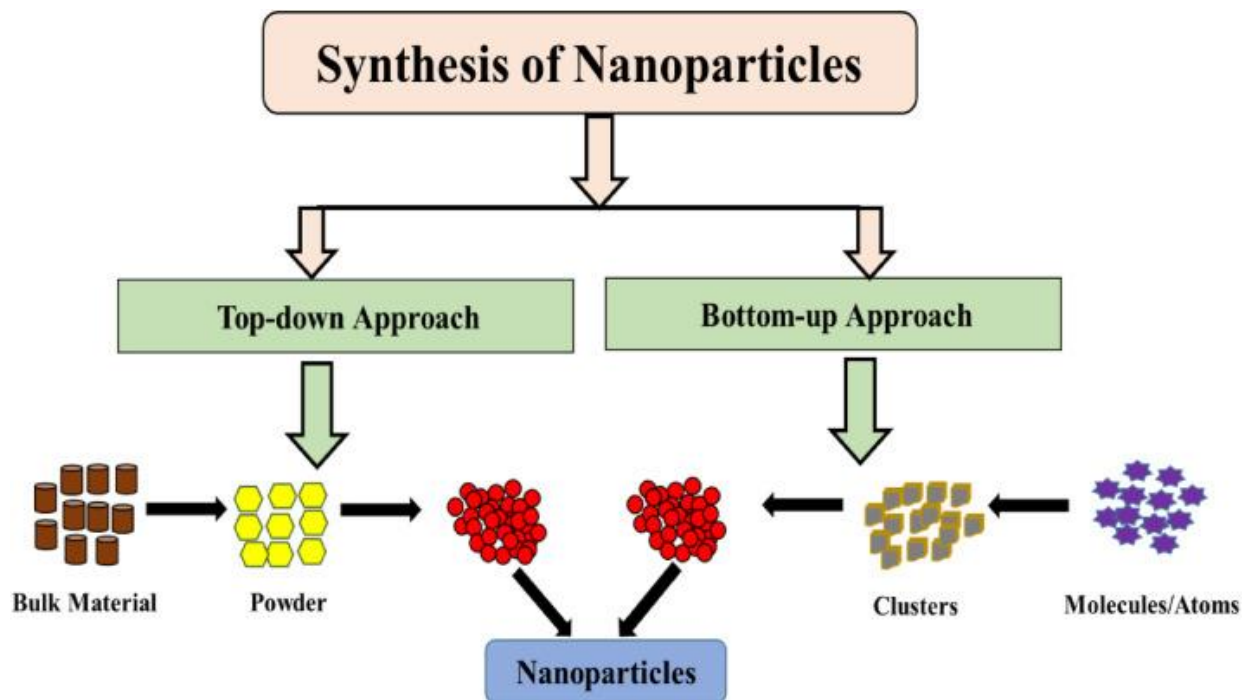 Synthesis of Nanoparticles
Top-down Approach
Bottom-up Approach
Bulk Material
Powder
Clusters
Molecules/Atoms
Nanoparticles